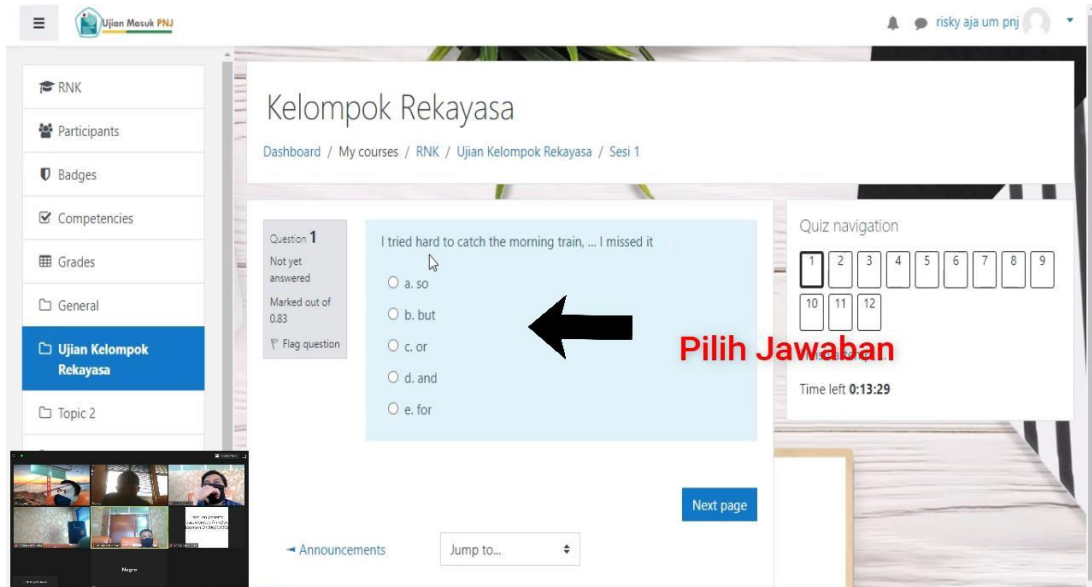 Ujian Masuk PNJ
risky aja um pnj
RNK
Participants
Badges
Competencies
Grades
General
Ujian Kelompok
Rekayasa
Topic 2
Kelompok Rekayasa
Dashboard / My courses / RNK / Ujian Kelompok Rekayasa / Sesi 1
Question 1
Not yet
answered
Marked out of
0.83
Flag question
I tried hard to catch the morning train, ... I missed it
a. so
b. but
c. or
d. and
e. for
Pilih Jawaban
Next page
◄ Announcements
Jump to...
Quiz navigation
1 2 3 4 5 6 7 8 9
10 11 12
Time left 0:13:29